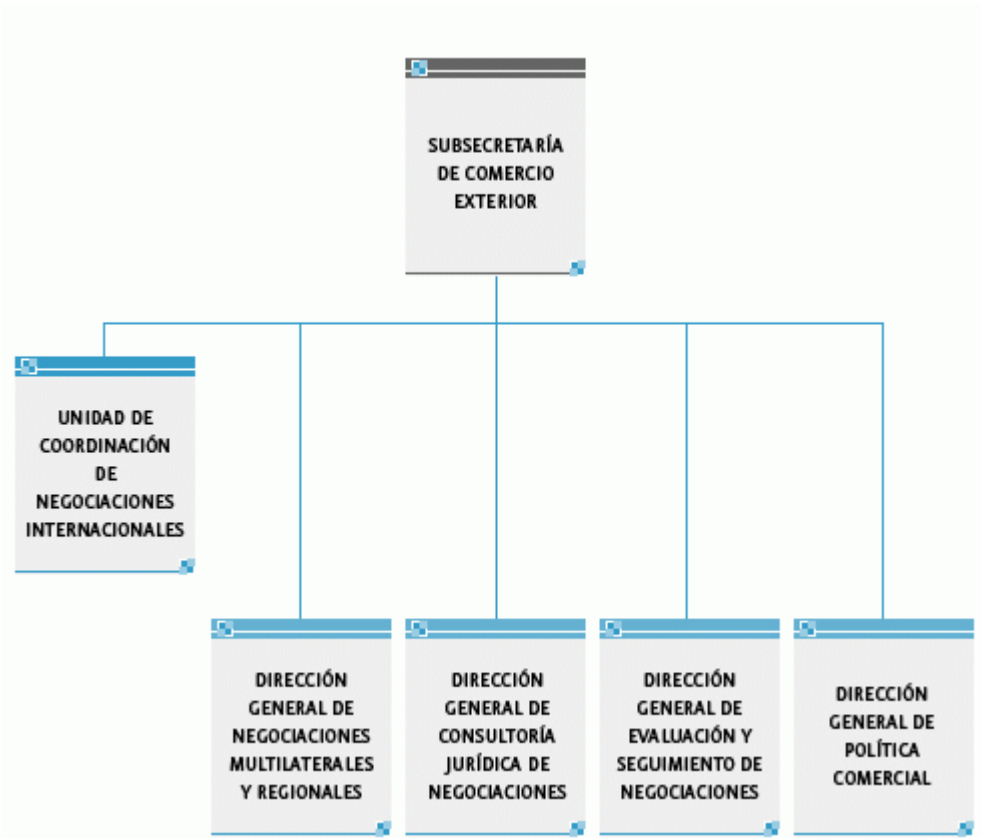 SUBSECRETARÍA
DE COMERCIO
EXTERIOR
UNIDAD DE
COORDINACIÓN
DE
NEGOCIACIONES
INTERNACIONALES
DIRECCIÓN
GENERAL DE
NEGOCIACIONES
MULTILATERALES
Y REGIONALES
DIRECCIÓN
GENERAL DE
CONSULTORÍA
JURÍDICA DE
NEGOCIACIONES
DIRECCIÓN
GENERAL DE
EVALUACIÓN Y
SEGUIMIENTO DE
NEGOCIACIONES
DIRECCIÓN
GENERAL DE
POLÍTICA
COMERCIAL